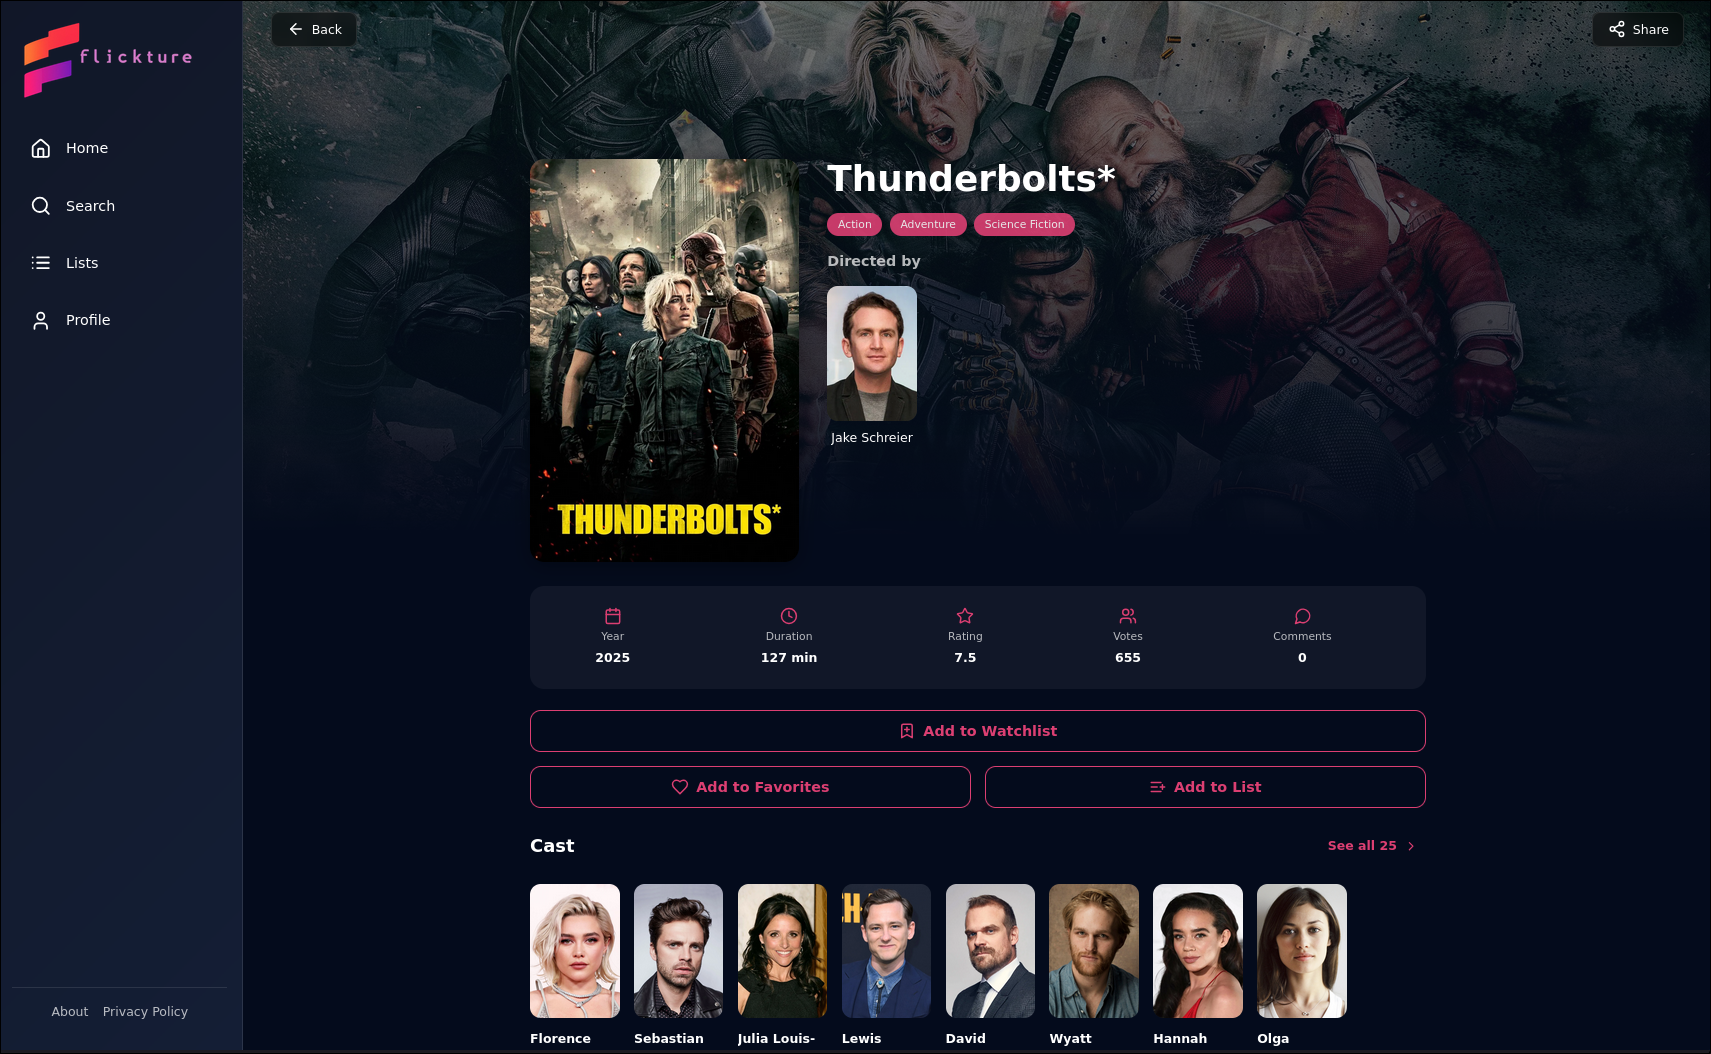 flickture
Home
Search
Lists
Profile
About
Privacy Policy
Back
Share
THUNDERBOLTS*
Thunderbolts*
Action
Adventure
Science Fiction
Directed by
Jake Schreier
Year
2025
Duration
127 min
Rating
7.5
Votes
655
Comments
0
Add to Watchlist
Add to Favorites
Add to List
Cast
See all 25
Florence
Sebastian
Julia Louis-
Lewis
David
Wyatt
Hannah
Olga